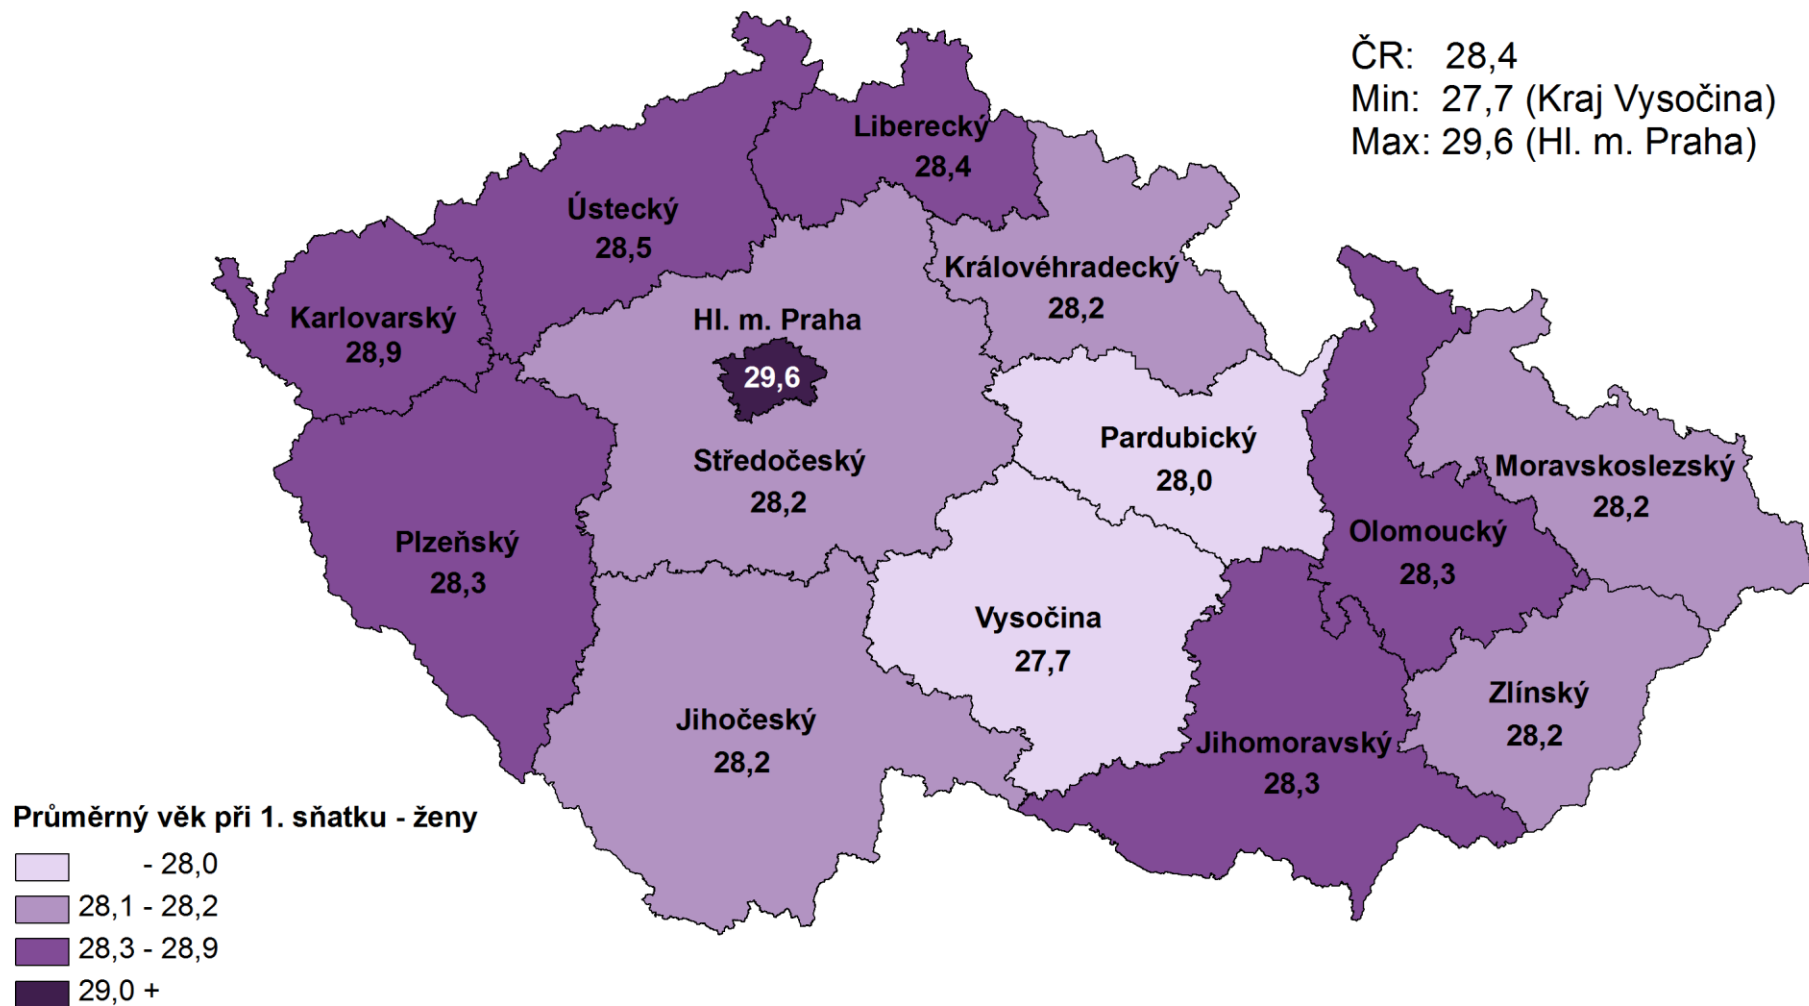 ČR: 28,4
Min: 27,7 (Kraj Vysočina)
Max: 29,6 (Hl. m. Praha)
Liberecký
28,4
Ústecký
28,5
Královéhradecký
28,2
Karlovarský
28,9
Hl. m. Praha
29,6
Pardubický
28,0
Středočeský
28,2
Moravskoslezský
28,2
Olomoucký
28,3
Plzeňský
28,3
Vysočina
27,7
Zlínský
28,2
Jihočeský
28,2
Jihomoravský
28,3
Průměrný věk při 1. sňatku - ženy
- 28,0
28,1 - 28,2
28,3 - 28,9
29,0 +